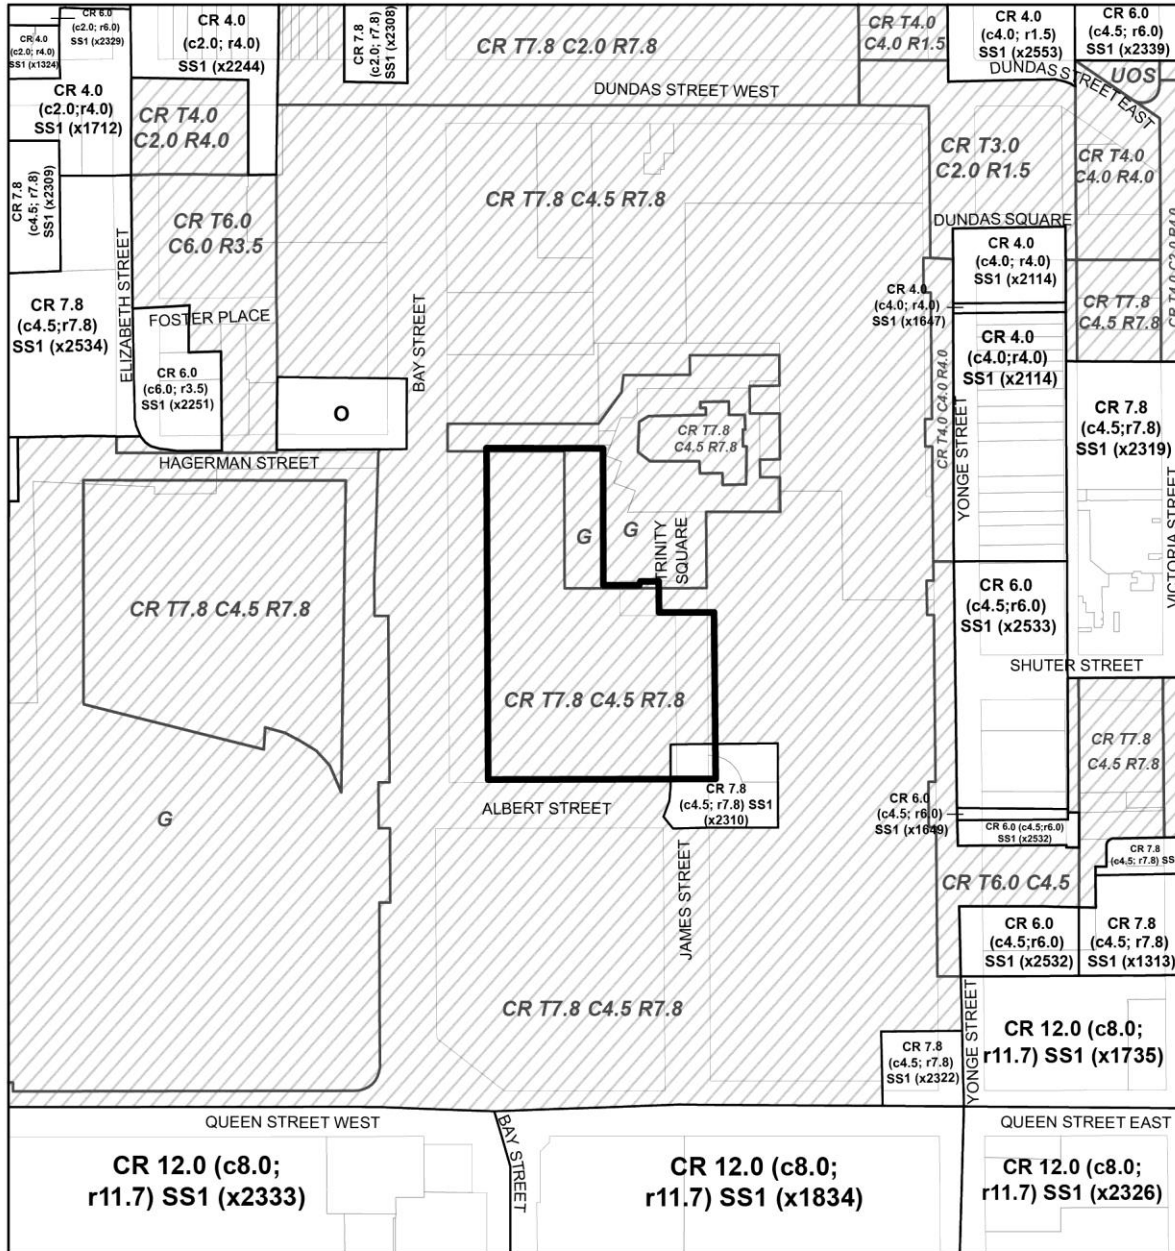 CR 6.0
(c2.0; r6.0)
SS1 (x2329)
CR 4.0
(c2.0; r4.0)
SS1 (x1324)
CR 4.0
(c2.0; r4.0)
SS1 (x2244)
CR 7.8
(c2.0; r7.8)
SS1 (x2308)
CR T7.8 C2.0 R7.8
CR T4.0
C4.0 R1.5
CR 4.0
(c4.0; r1.5)
SS1 (x2553)
CR 6.0
(c4.5; r6.0)
SS1 (x2339)
DUNDAS STREET WEST
DUNDAS STREET EAST
UOS
CR 4.0
(c2.0;r4.0)
SS1 (x1712)
CR T4.0
C2.0 R4.0
CR T3.0
C2.0 R1.5
CR T4.0
C4.0 R4.0
CR 7.8
(c4.5; r7.8)
SS1 (x2309)
CR T6.0
C6.0 R3.5
CR T7.8 C4.5 R7.8
DUNDAS SQUARE
CR 4.0
(c4.0; r4.0)
SS1 (x2114)
CR T4.0 C2.0 R4.0
ELIZABETH STREET
CR 7.8
(c4.5;r7.8)
SS1 (x2534)
FOSTER PLACE
BAY STREET
CR 4.0
(c4.0; r4.0)
SS1 (x1647)
CR T7.8
C4.5 R7.8
CR 4.0
(c4.0;r4.0)
SS1 (x2114)
CR 6.0
(c6.0; r3.5)
SS1 (x2251)
O
CR T7.8
C4.5 R7.8
CR T4.0 C4.0 R4.0
YONGE STREET
CR 7.8
(c4.5;r7.8)
SS1 (x2319)
HAGERMAN STREET
VICTORIA STREET
G
G
TRINITY
SQUARE
CR T7.8 C4.5 R7.8
CR 6.0
(c4.5;r6.0)
SS1 (x2533)
SHUTER STREET
CR T7.8 C4.5 R7.8
CR T7.8
C4.5 R7.8
G
ALBERT STREET
CR 7.8
(c4.5; r7.8) SS1
(x2310)
CR 6.0
(c4.5; r6.0)
SS1 (x1649)
CR 6.0 (c4.5;r6.0)
SS1 (x2532)
CR 7.8
(c4.5; r7.8) SS
JAMES STREET
CR T6.0 C4.5
CR 6.0
(c4.5;r6.0)
SS1 (x2532)
CR 7.8
(c4.5; r7.8)
SS1 (x1313)
CR T7.8 C4.5 R7.8
YONGE STREET
CR 12.0 (c8.0;
r11.7) SS1 (x1735)
CR 7.8
(c4.5; r7.8)
SS1 (x2322)
QUEEN STREET WEST
BAY STREET
QUEEN STREET EAST
CR 12.0 (c8.0;
r11.7) SS1 (x2333)
CR 12.0 (c8.0;
r11.7) SS1 (x1834)
CR 12.0 (c8.0;
r11.7) SS1 (x2326)